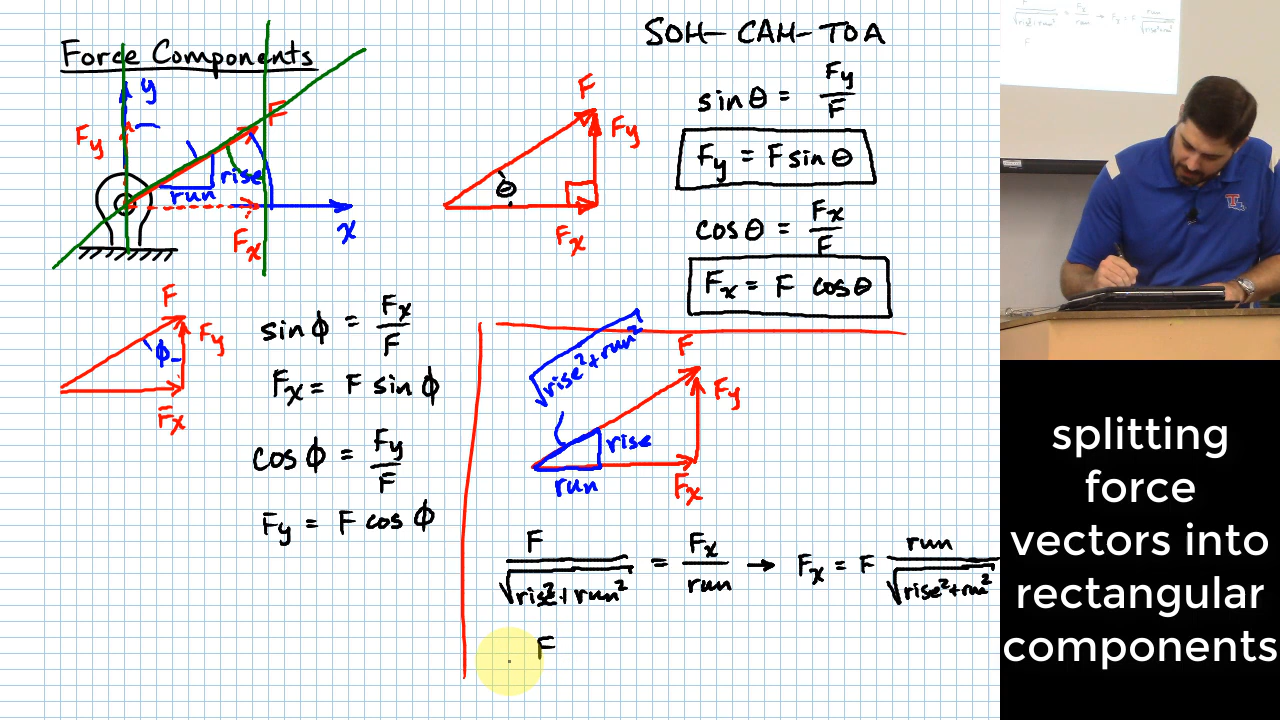 Force Components
y
F
Fy
rise
run
Fx
x
F
Fy
θ
Fx
SOH- CAH- TOA
sin θ = Fy/F
Fy = F sin θ
cos θ = Fx/F
Fx = F cos θ
F
Fy
ϕ
Fx
sin ϕ = Fx/F
Fx = F sin ϕ
cos ϕ = Fy/F
Fy = F cos ϕ
√rise²+run²
F
Fy
rise
run
Fx
F/√rise²+run² = Fx/run → Fx = F run/√rise²+run²
F
splitting
force
vectors into
rectangular
components